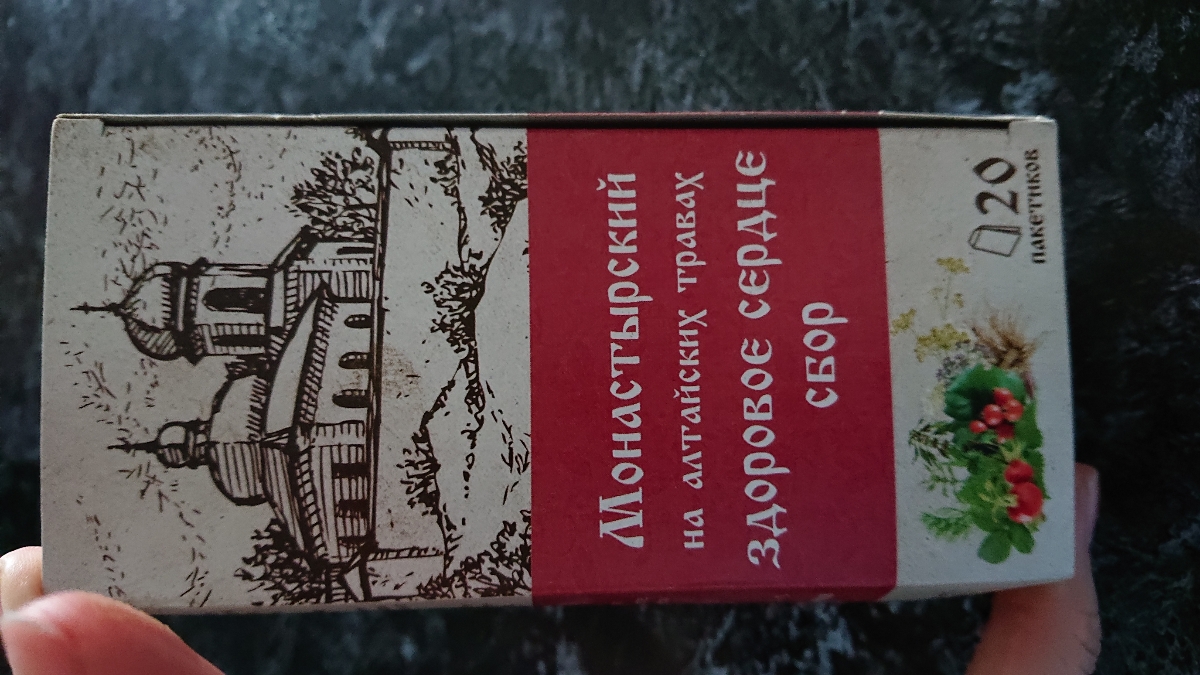 Монастырский
на алтайских травах
Здоровое сердце
сбор
20
пакетиков